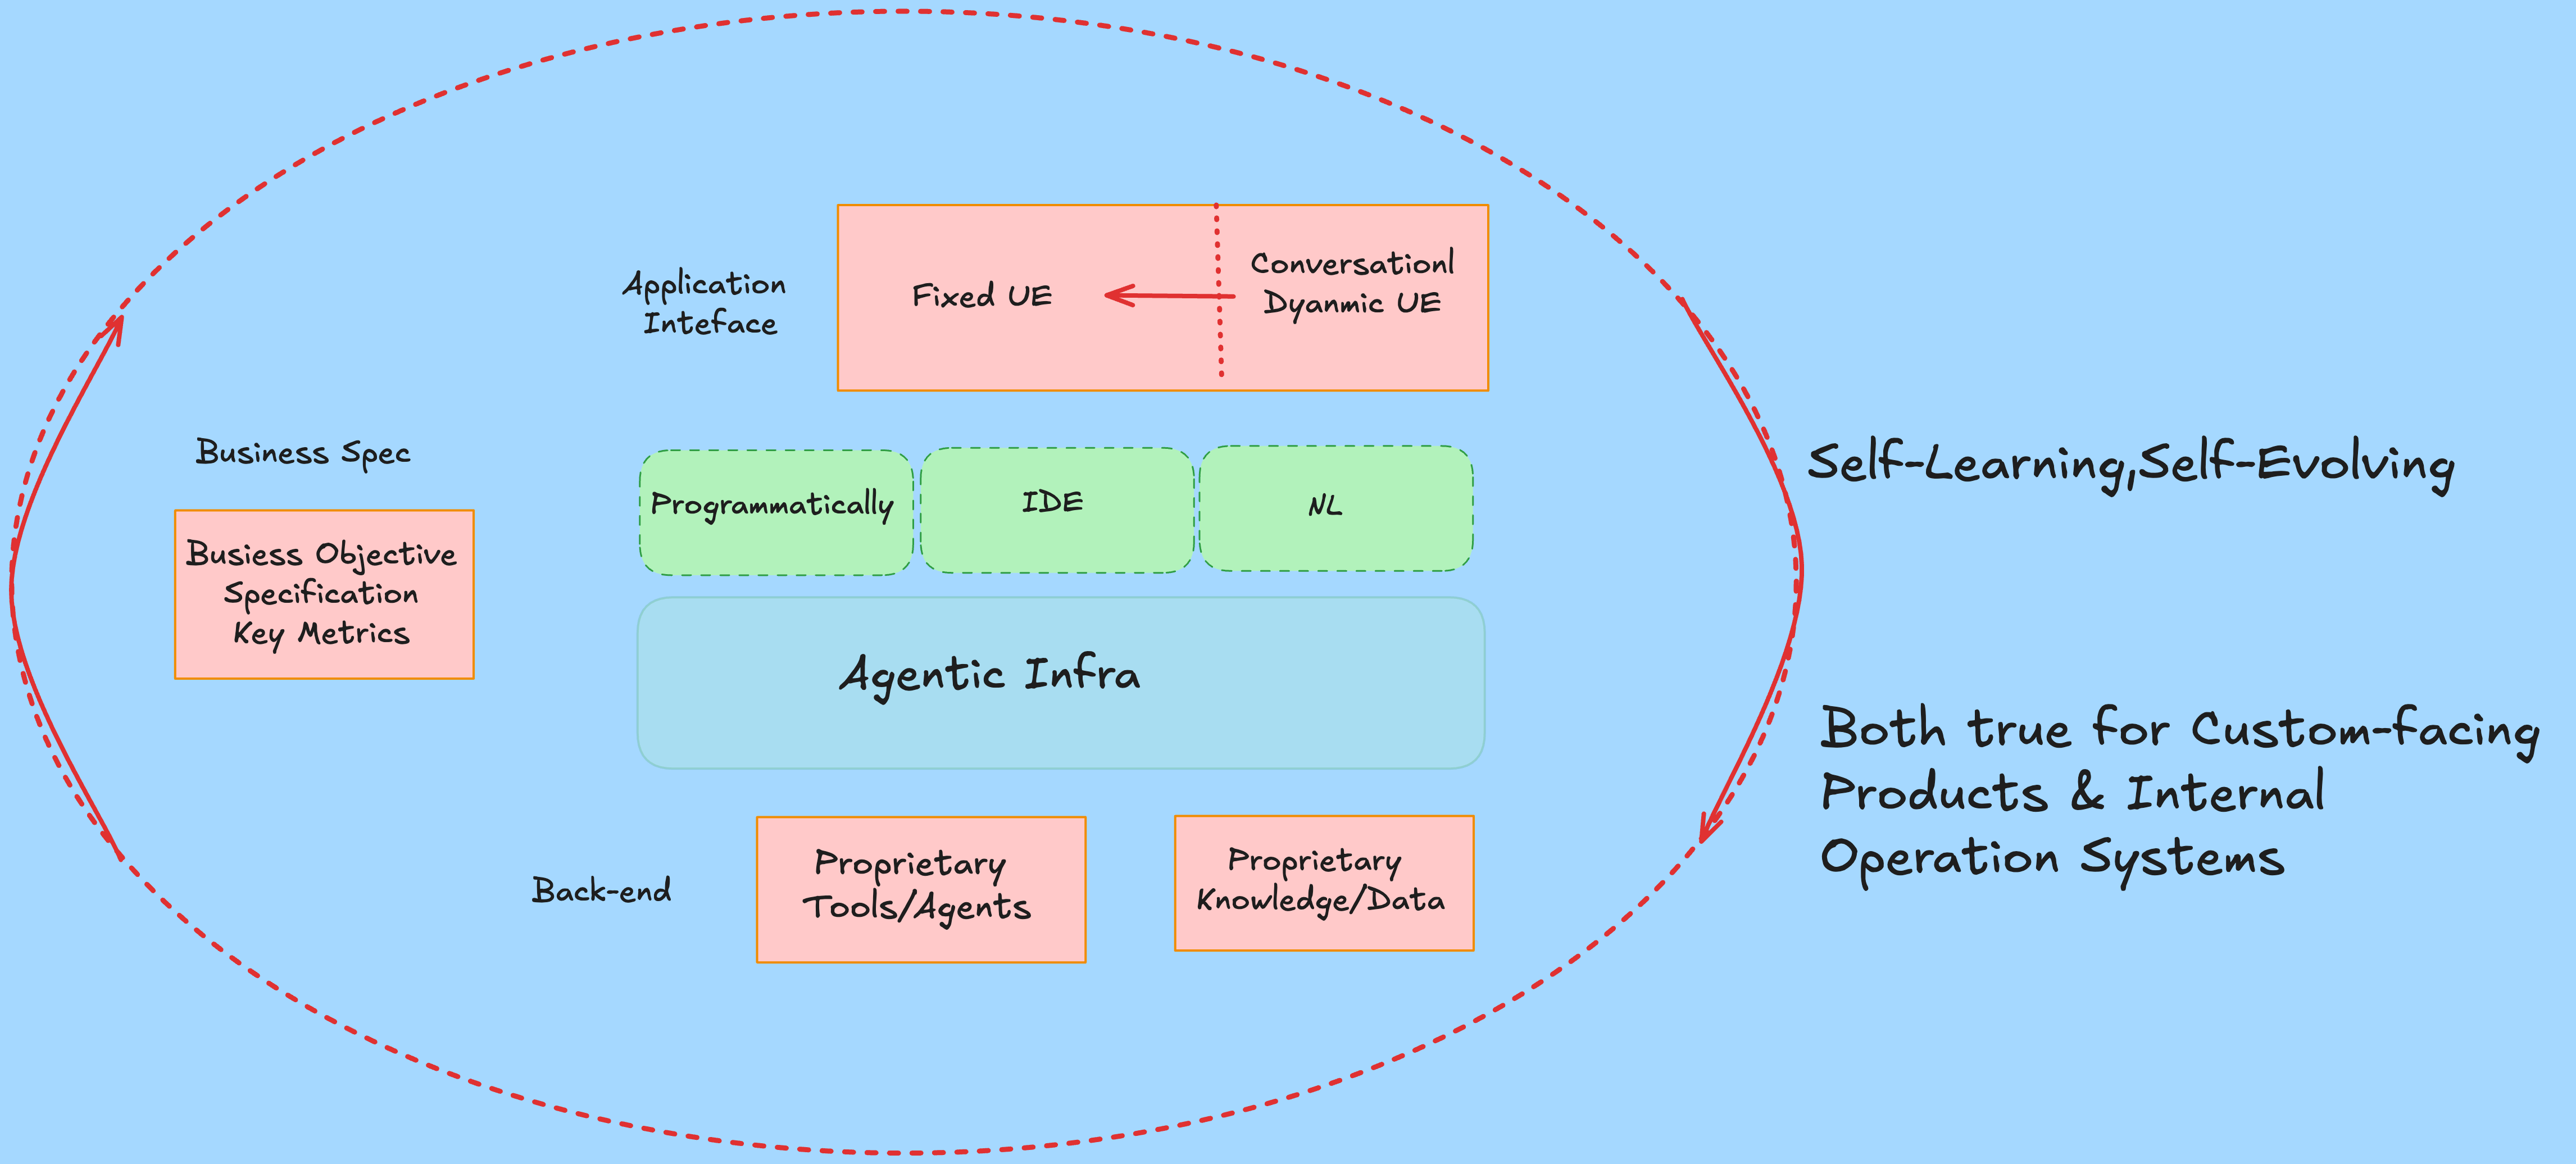 Application
Inteface
Fixed UE
Conversationl
Dyanmic UE
Business Spec
Busiess Objective
Specification
Key Metrics
Programmatically
IDE
NL
Agentic Infra
Back-end
Proprietary
Tools/Agents
Proprietary
Knowledge/Data
Self-Learning,Self-Evolving
Both true for Custom-facing
Products & Internal
Operation Systems